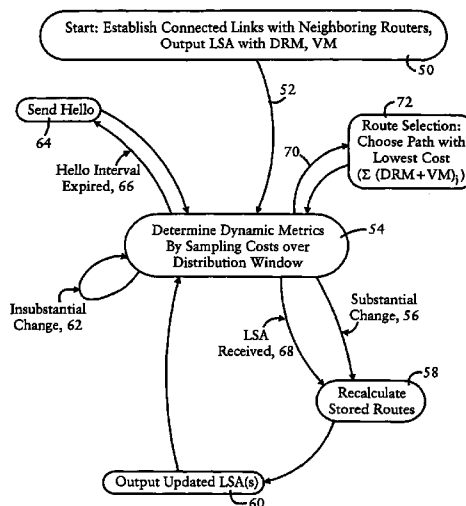 Start: Establish Connected Links with Neighboring Routers,
Output LSA with DRM, VM
50
52
72
Send Hello
64
Route Selection:
Choose Path with
Lowest Cost
(Σ (DRM+VM)i)
70
Hello Interval
Expired, 66
Determine Dynamic Metrics
By Sampling Costs over
Distribution Window
54
Insubstantial
Change, 62
Substantial
Change, 56
LSA
Received, 68
58
Recalculate
Stored Routes
Output Updated LSA(s)
60